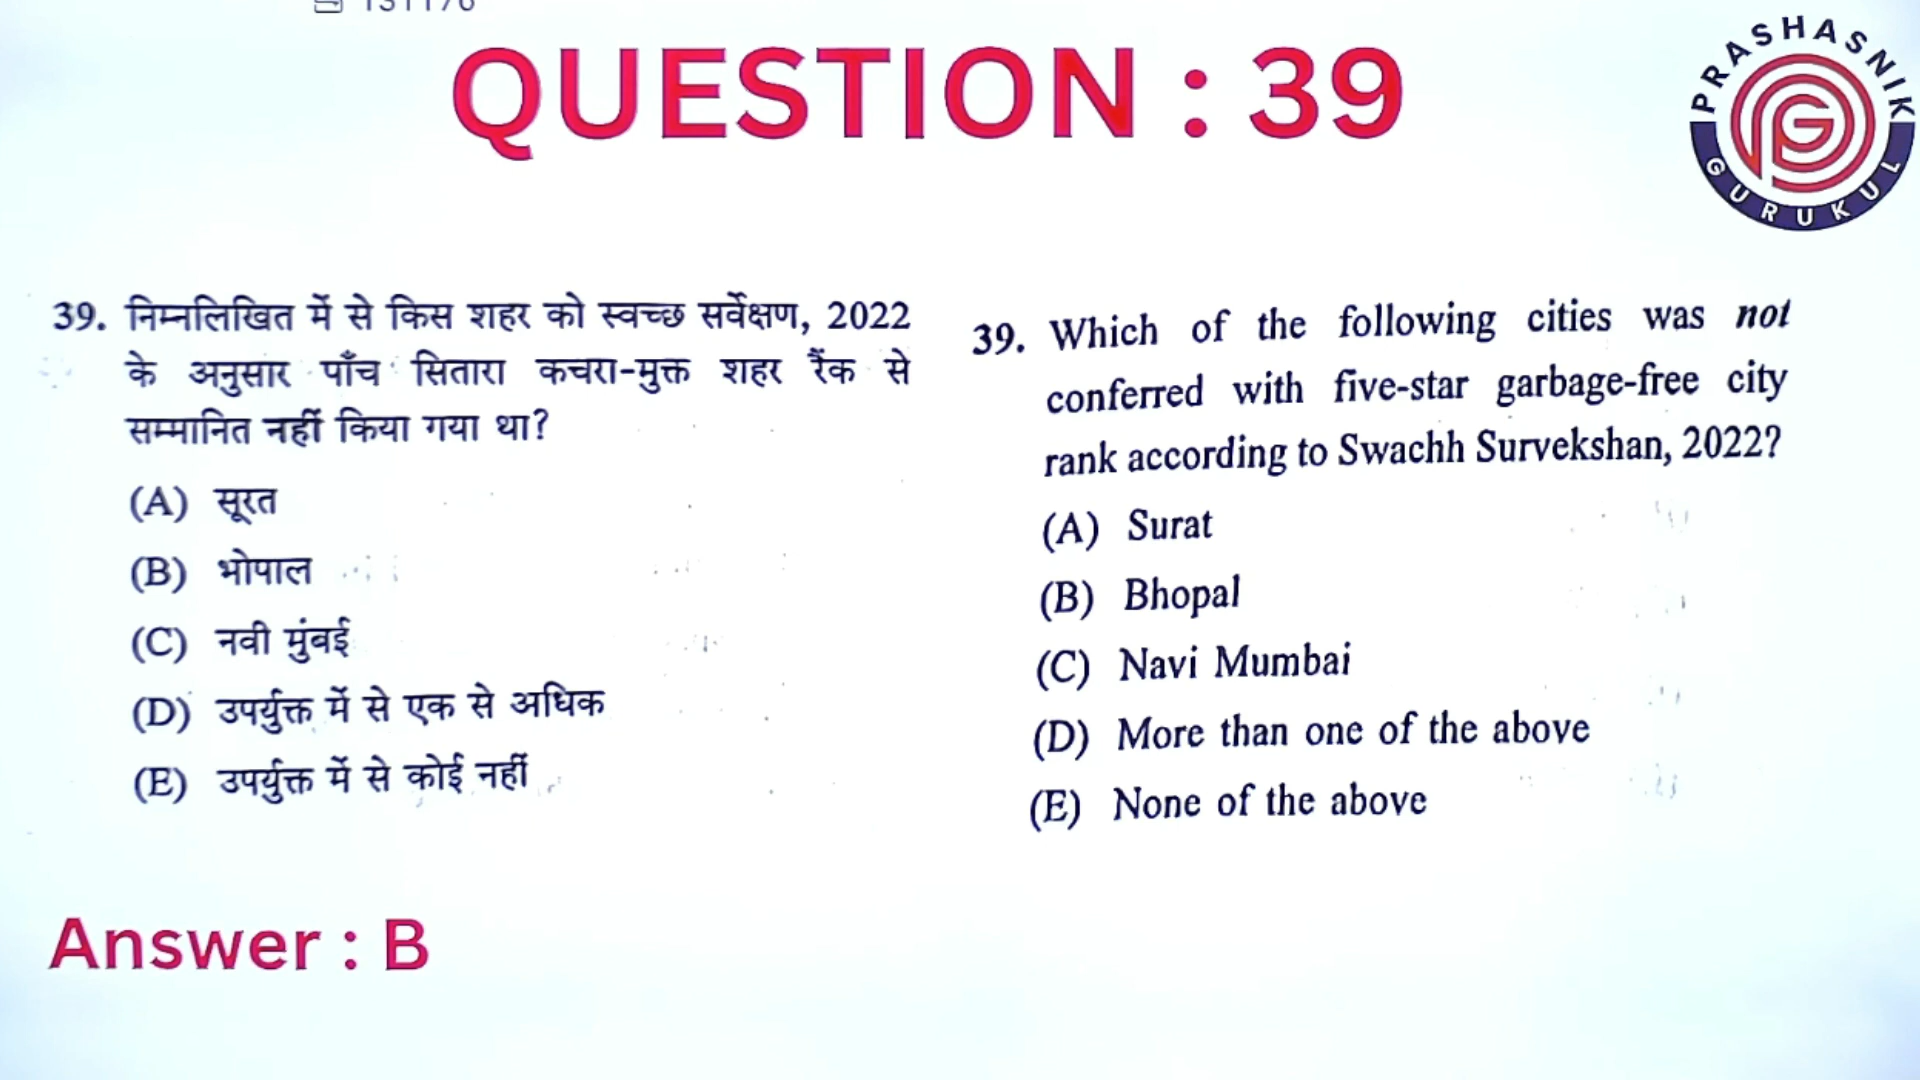 QUESTION : 39
PRASHASNIK
GURUKUL
39. निम्नलिखित में से किस शहर को स्वच्छ सर्वेक्षण, 2022
के अनुसार पाँच सितारा कचरा-मुक्त शहर रैंक से
सम्मानित नहीं किया गया था?
(A) सूरत
(B) भोपाल
(C) नवी मुंबई
(D) उपर्युक्त में से एक से अधिक
(E) उपर्युक्त में से कोई नहीं
39. Which of the following cities was not
conferred with five-star garbage-free city
rank according to Swachh Survekshan, 2022?
(A) Surat
(B) Bhopal
(C) Navi Mumbai
(D) More than one of the above
(E) None of the above
Answer : B